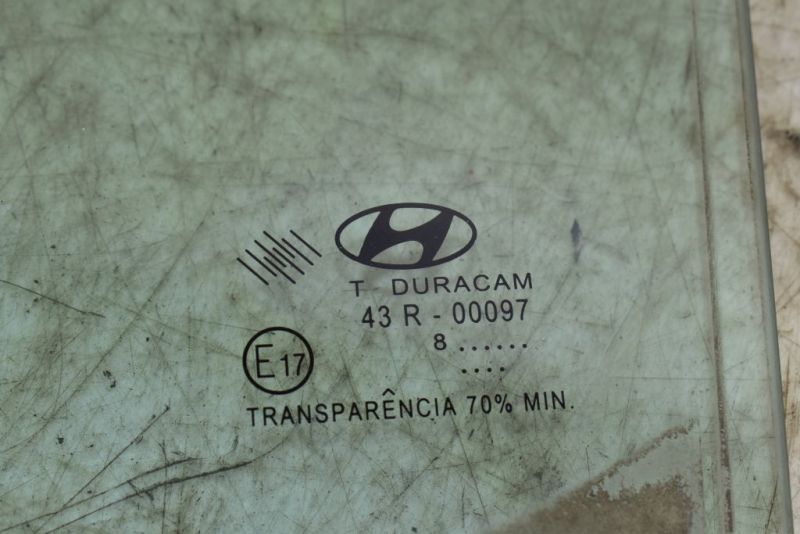 T DURACAM
43 R - 00097
8 ......
....
E17
TRANSPARÊNCIA 70% MIN.